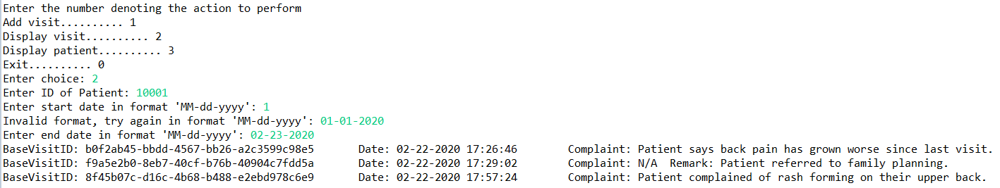 Enter the number denoting the action to perform
Add visit.......... 1
Display visit.......... 2
Display patient.......... 3
Exit.......... 0
Enter choice: 2
Enter ID of Patient: 10001
Enter start date in format 'MM-dd-yyyy': 1
Invalid format, try again in format 'MM-dd-yyyy': 01-01-2020
Enter end date in format 'MM-dd-yyyy': 02-23-2020
BaseVisitID: b0f2ab45-bbdd-4567-bb26-a2c3599c98e5 Date: 02-22-2020 17:26:46 Complaint: Patient says back pain has grown worse since last visit.
BaseVisitID: f9a5e2b0-8eb7-40cf-b76b-40904c7fdd5a Date: 02-22-2020 17:29:02 Complaint: N/A Remark: Patient referred to family planning.
BaseVisitID: 8f45b07c-d16c-4b68-b488-e2ebd978c6e9 Date: 02-22-2020 17:57:24 Complaint: Patient complained of rash forming on their upper back.